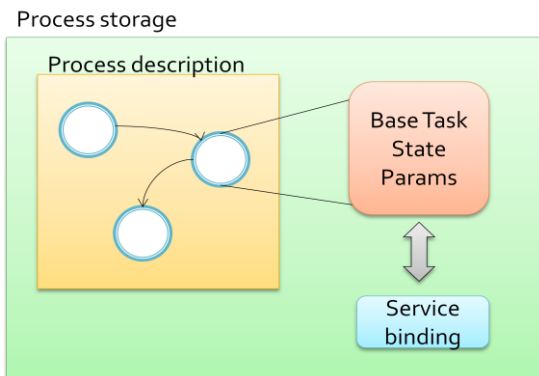 Process storage
Process description
Base Task
State
Params
Service
binding